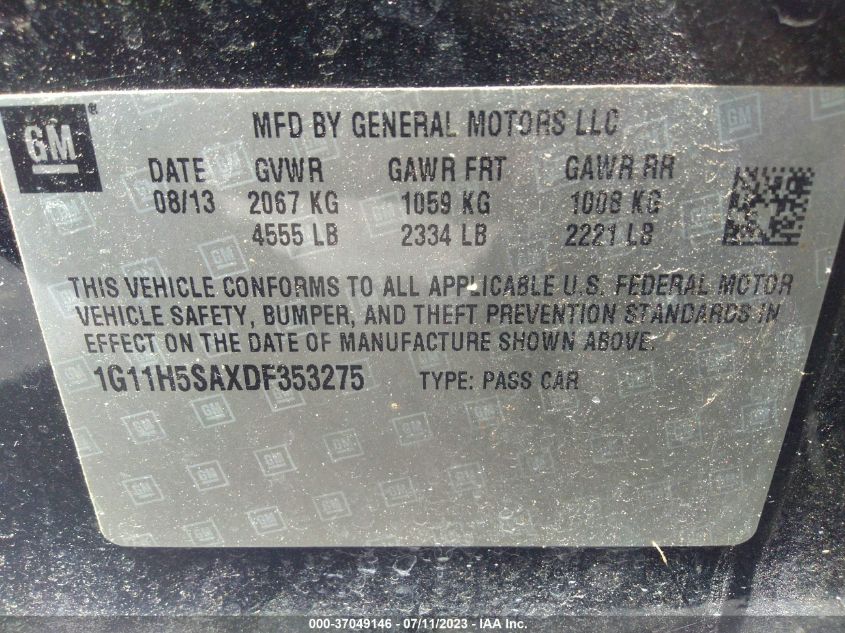 GM®
MFD BY GENERAL MOTORS LLC
DATE GVWR GAWR FRT GAWR RR
08/13 2067 KG 1059 KG 1008 KG
4555 LB 2334 LB 2221 LB
THIS VEHICLE CONFORMS TO ALL APPLICABLE U.S. FEDERAL MOTOR
VEHICLE SAFETY, BUMPER, AND THEFT PREVENTION STANDARDS IN
EFFECT ON THE DATE OF MANUFACTURE SHOWN ABOVE.
1G11H5SAXDF353275 TYPE: PASS CAR
000-37049146 - 07/11/2023 - IAA Inc.